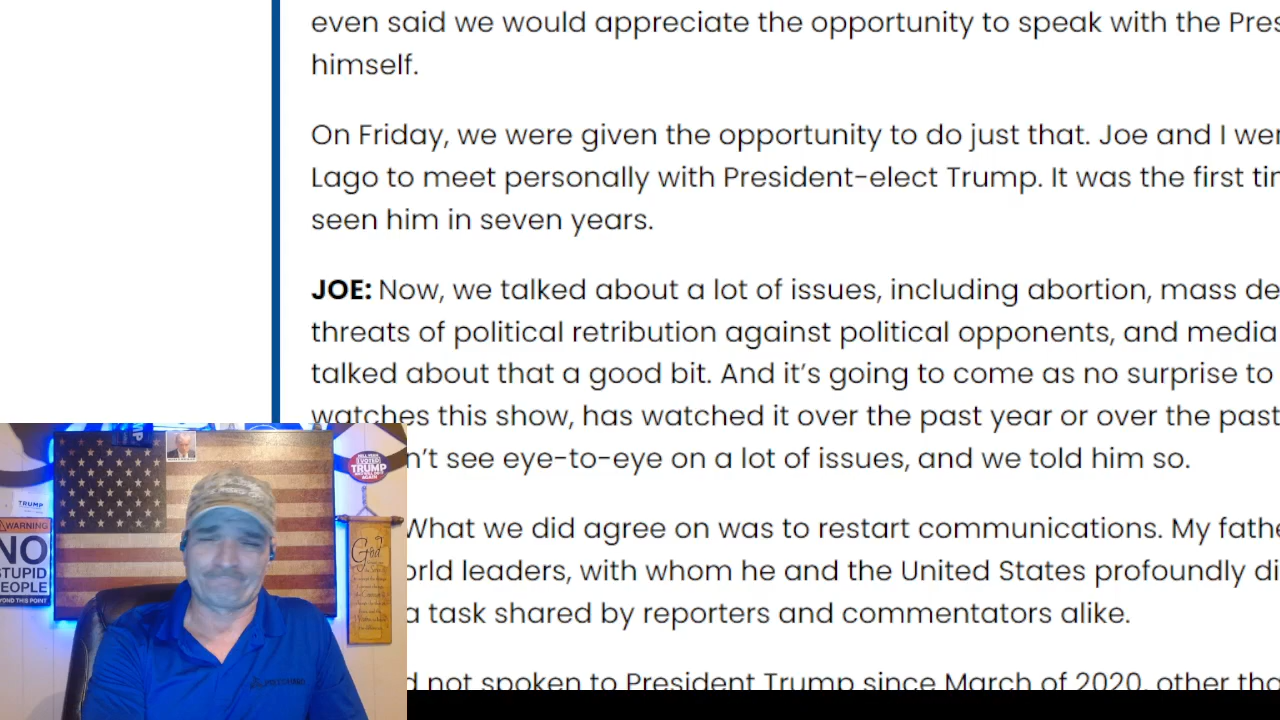 even said we would appreciate the opportunity to speak with the Pres
himself.
On Friday, we were given the opportunity to do just that. Joe and I wer
Lago to meet personally with President-elect Trump. It was the first tin
seen him in seven years.
JOE: Now, we talked about a lot of issues, including abortion, mass de
threats of political retribution against political opponents, and media
talked about that a good bit. And it’s going to come as no surprise to
watches this show, has watched it over the past year or over the past
n’t see eye-to-eye on a lot of issues, and we told him so.
What we did agree on was to restart communications. My fathe
orld leaders, with whom he and the United States profoundly di
a task shared by reporters and commentators alike.
d not spoken to President Trump since March of 2020, other tha
TRUMP
WARNING
NO
STUPID
PEOPLE
BEYOND THIS POINT
TRUMP
God